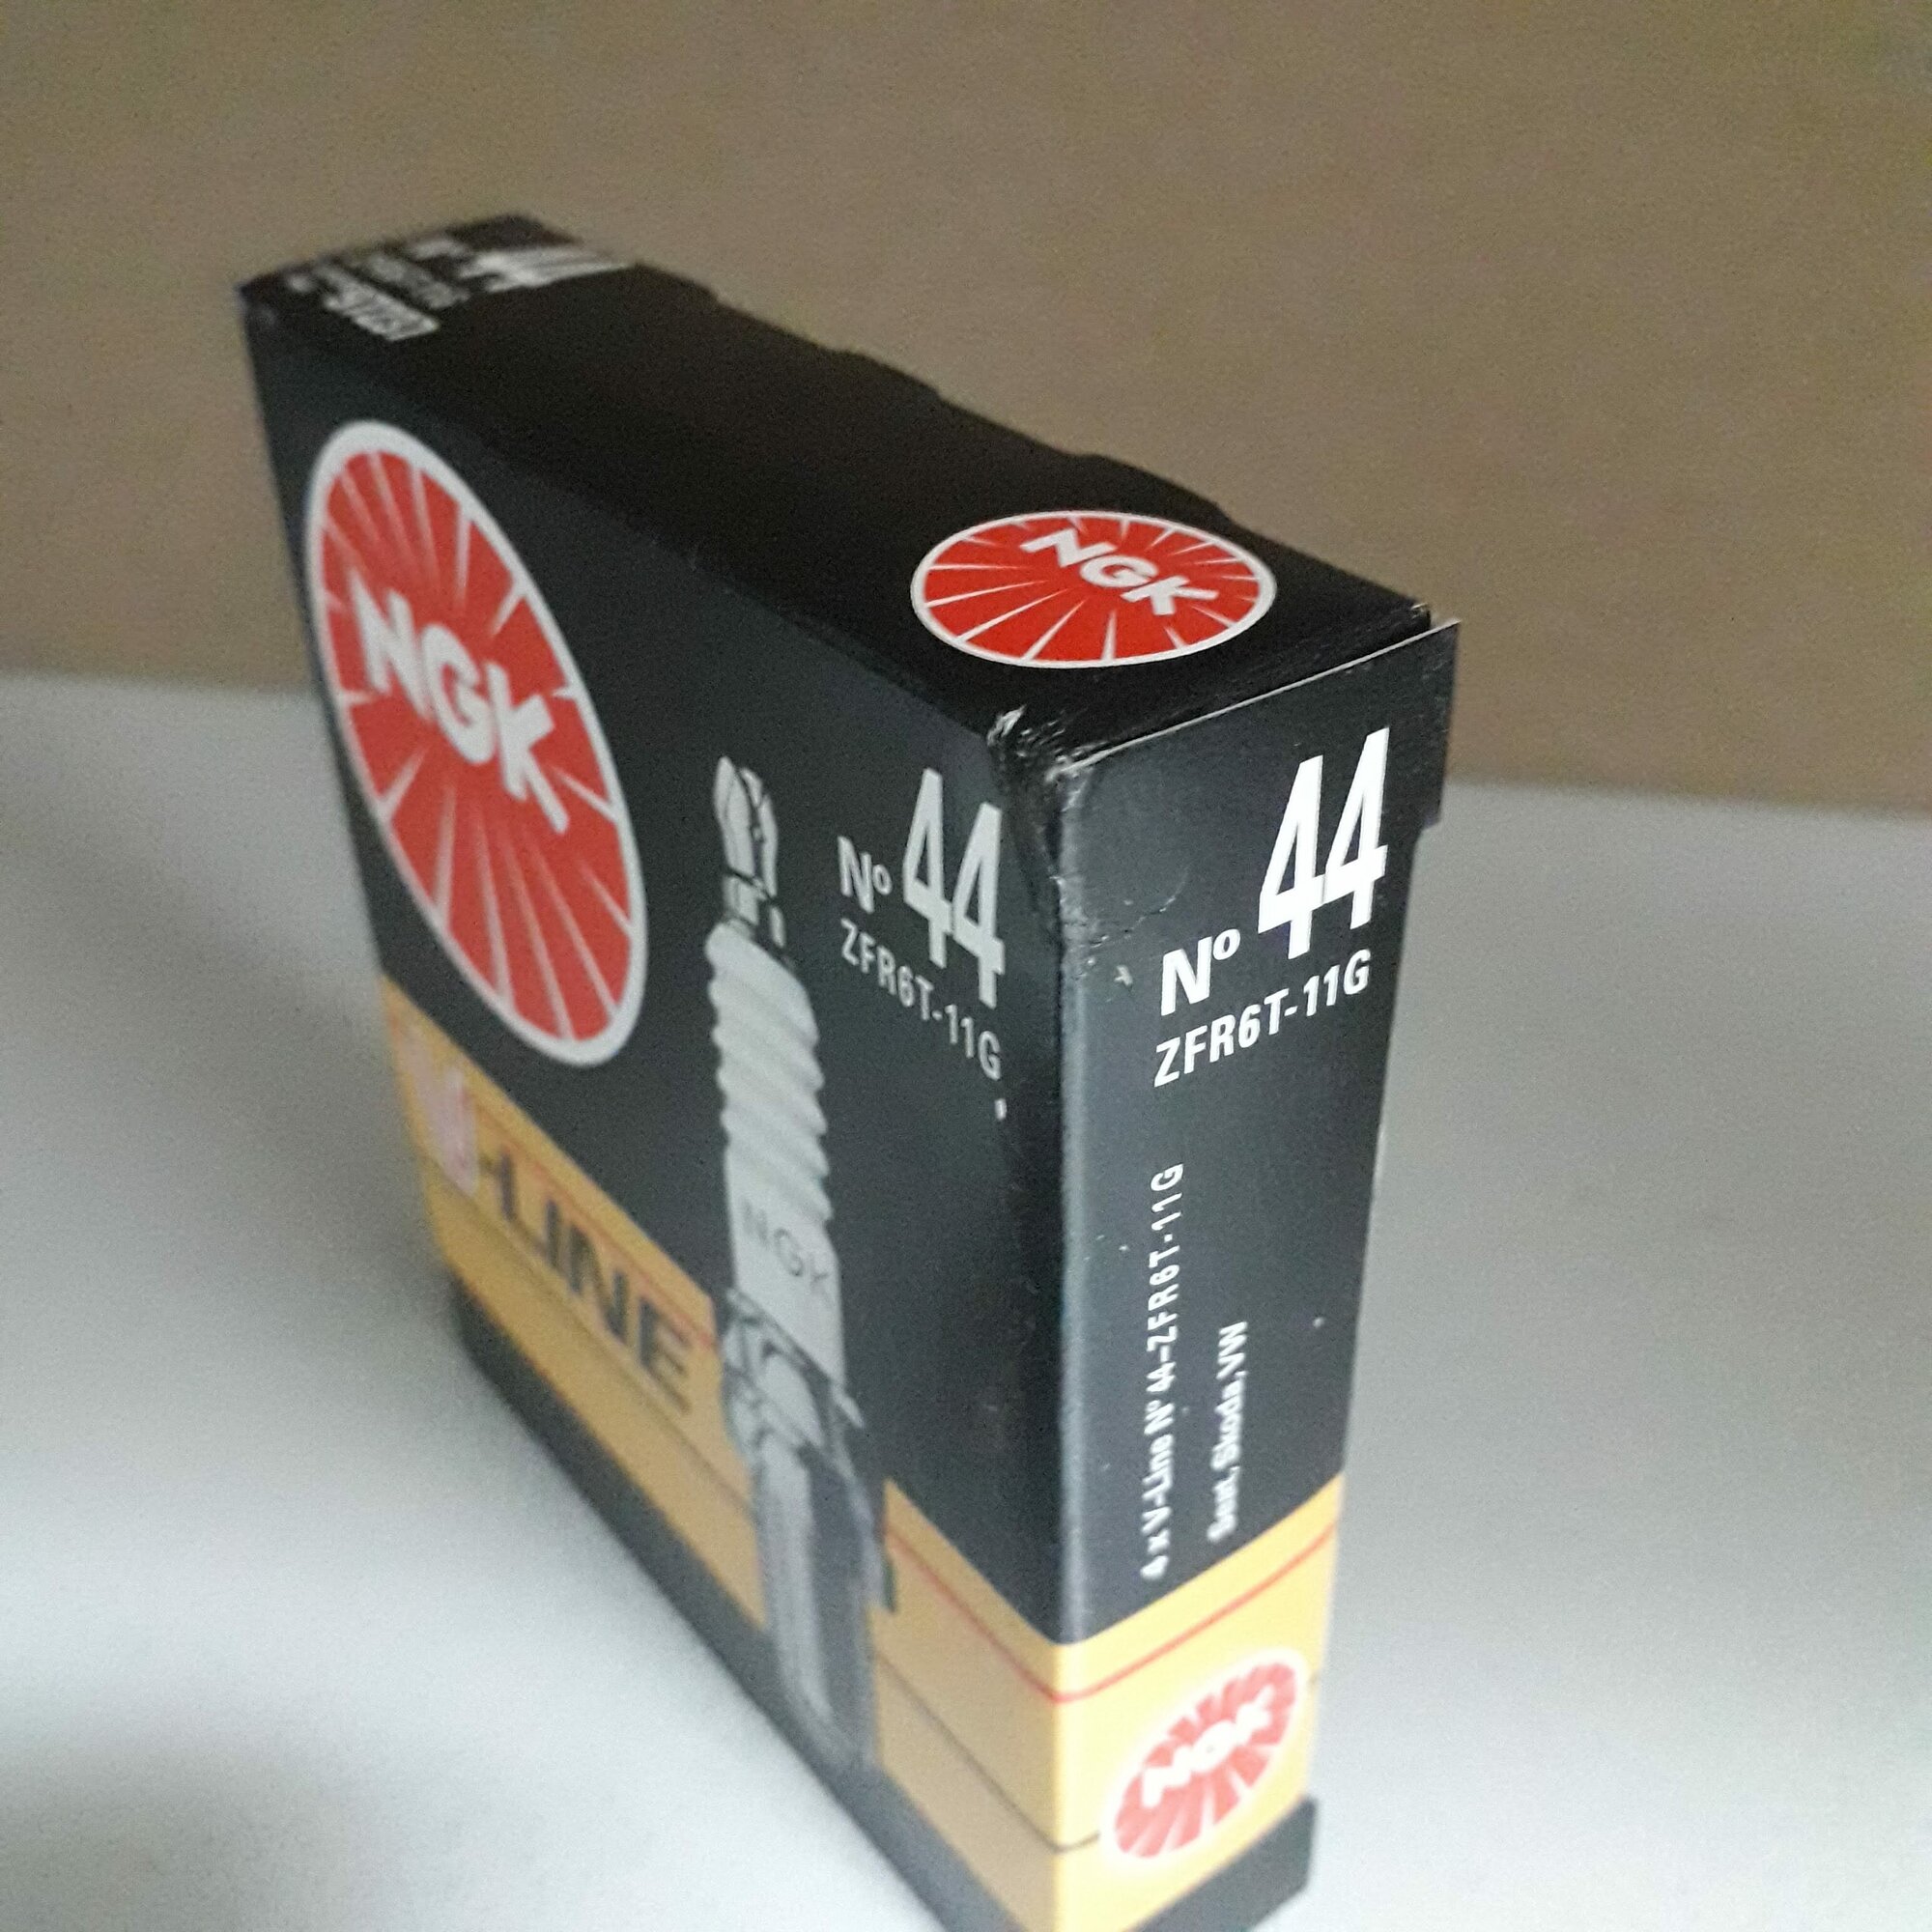 NGK
NGK
Nº 44
ZFR6T-11G
V-LINE
NGK
Nº 44
ZFR6T-11G
4 x V-Line Nº 44-ZFR6T-11G
Seat,Skoda,VW
NGK